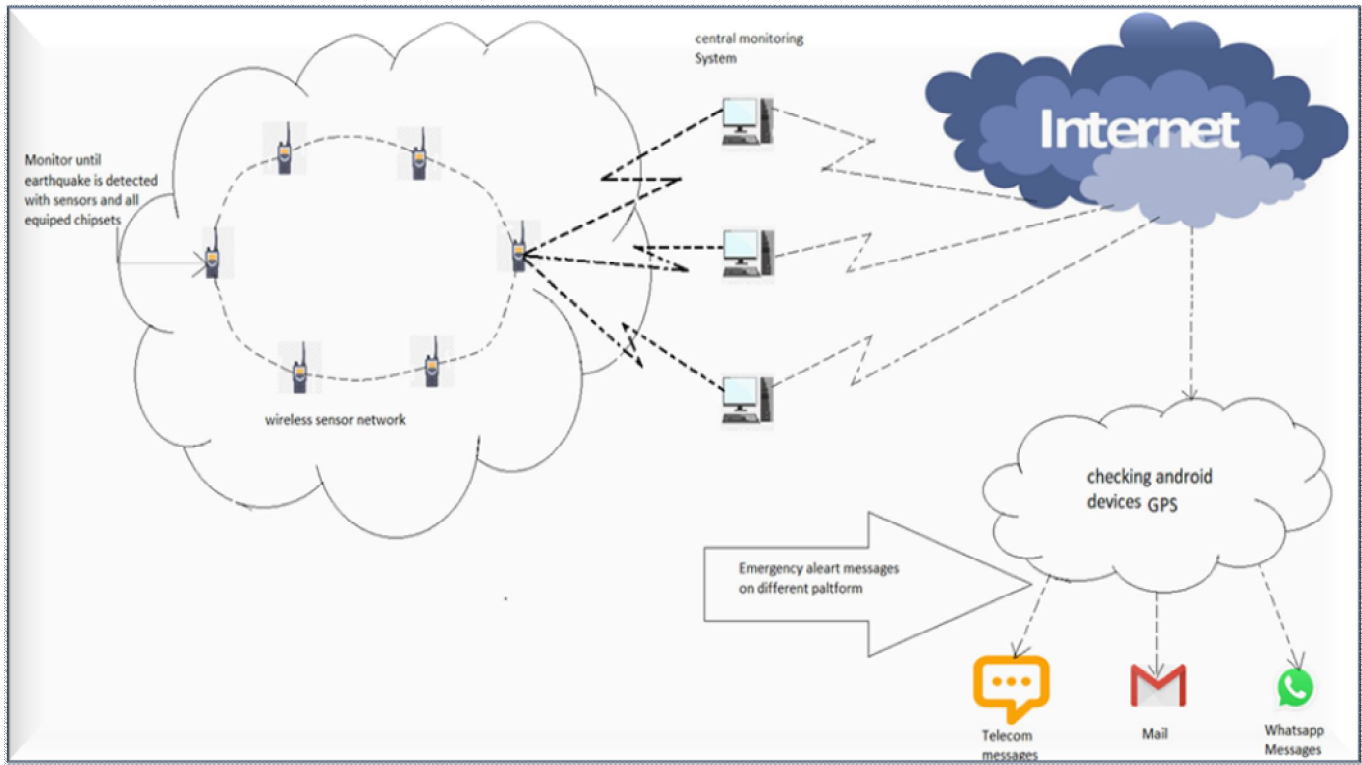 central monitoring
System
Internet
Monitor until
earthquake is detected
with sensors and all
equiped chipsets
wireless sensor network
checking android
devices GPS
Emergency aleart messages
on different paltform
Telecom
messages
Mail
Whatsapp
Messages